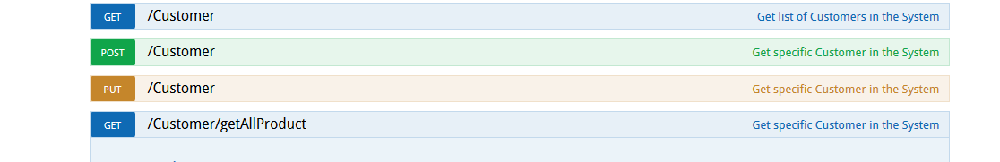 GET /Customer Get list of Customers in the System
POST /Customer Get specific Customer in the System
PUT /Customer Get specific Customer in the System
GET /Customer/getAllProduct Get specific Customer in the System